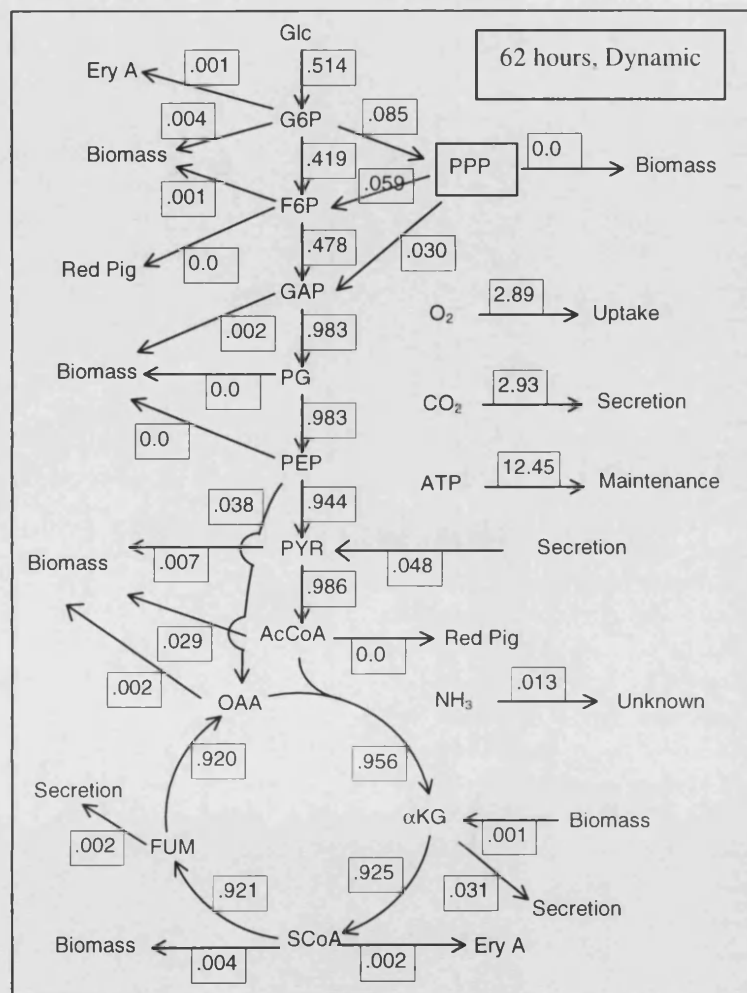 62 hours, Dynamic
Glc
.514
Ery A
.001
G6P
.004
.085
Biomass
.419
PPP
0.0
Biomass
.059
.001
F6P
Red Pig
0.0
.478
.030
GAP
O₂
2.89
Uptake
.002
.983
Biomass
0.0
PG
CO₂
2.93
Secretion
0.0
.983
PEP
ATP
12.45
Maintenance
.038
.944
Biomass
.007
PYR
.048
Secretion
.986
.029
AcCoA
0.0
Red Pig
.002
OAA
NH₃
.013
Unknown
.920
.956
Secretion
.002
FUM
αKG
.001
Biomass
.921
.925
.031
Secretion
Biomass
.004
SCoA
.002
Ery A